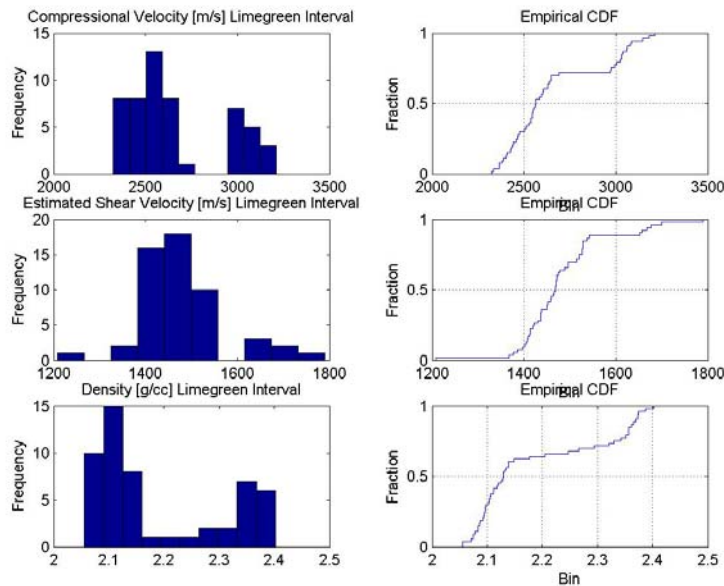 Compressional Velocity [m/s] Limegreen Interval
Empirical CDF
15
10
5
0
Frequency
2000 2500 3000 3500
1
0.5
0
Fraction
2000 2500 3000 3500
Bin
Estimated Shear Velocity [m/s] Limegreen Interval
Empirical CDF
20
15
10
5
0
Frequency
1200 1400 1600 1800
1
0.5
0
Fraction
1200 1400 1600 1800
Bin
Density [g/cc] Limegreen Interval
Empirical CDF
15
10
5
0
Frequency
2 2.1 2.2 2.3 2.4 2.5
1
0.5
0
Fraction
2 2.1 2.2 2.3 2.4 2.5
Bin